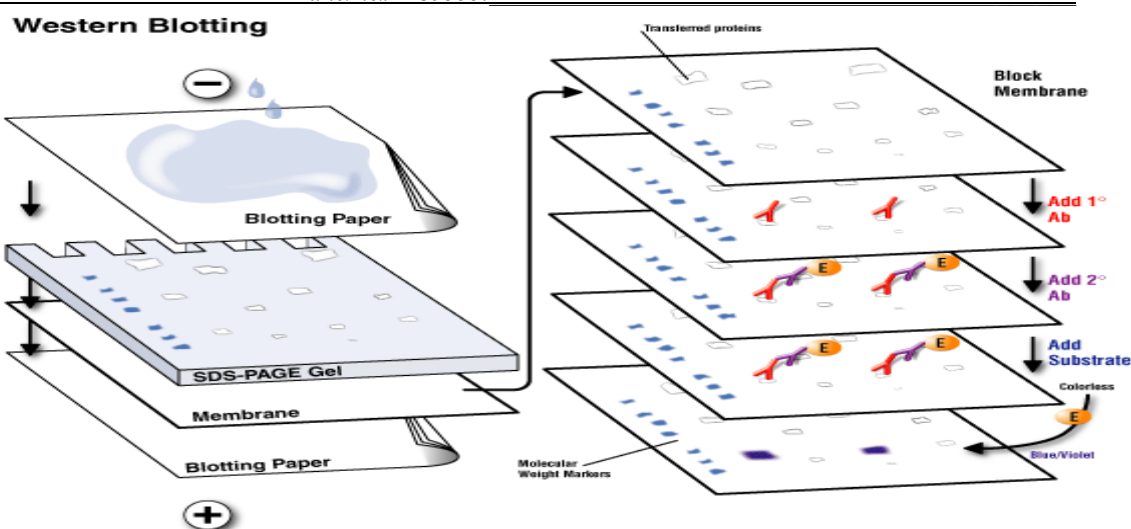 Western Blotting
−
Blotting Paper
SDS-PAGE Gel
Membrane
Blotting Paper
+
Transferred proteins
Block
Membrane
Add 1°
Ab
E
E
Add 2°
Ab
E
E
Add
Substrate
Colorless
E
Blue/Violet
Molecular
Weight Markers